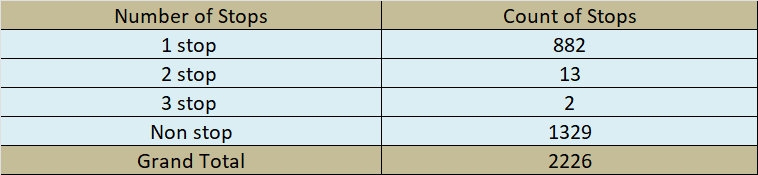 Number of Stops Count of Stops
1 stop 882
2 stop 13
3 stop 2
Non stop 1329
Grand Total 2226